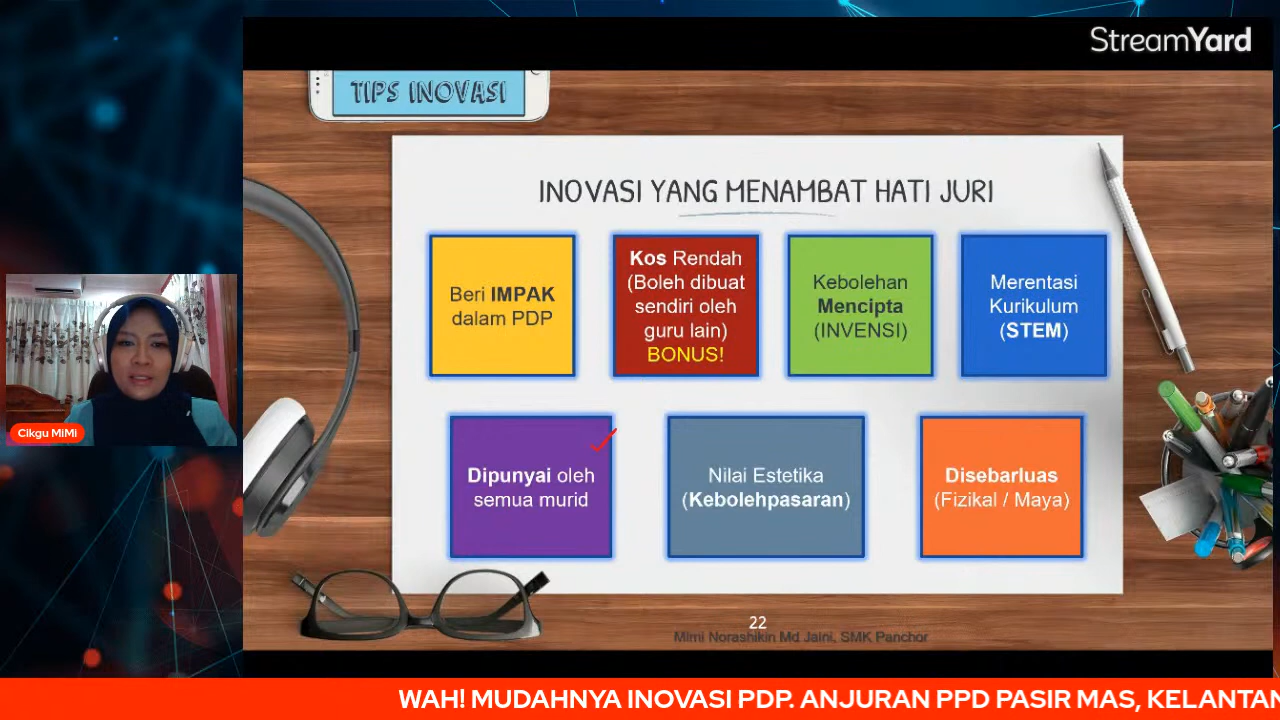 StreamYard
TIPS INOVASI
INOVASI YANG MENAMBAT HATI JURI
Beri IMPAK
dalam PDP
Kos Rendah
(Boleh dibuat
sendiri oleh
guru lain)
BONUS!
Kebolehan
Mencipta
(INVENSI)
Merentasi
Kurikulum
(STEM)
Dipunyai oleh
semua murid
Nilai Estetika
(Kebolehpasaran)
Disebarluas
(Fizikal / Maya)
Cikgu MiMi
22
Mimi Norashikin Md Jaini, SMK Panchor
WAH! MUDAHNYA INOVASI PDP. ANJURAN PPD PASIR MAS, KELANTAN